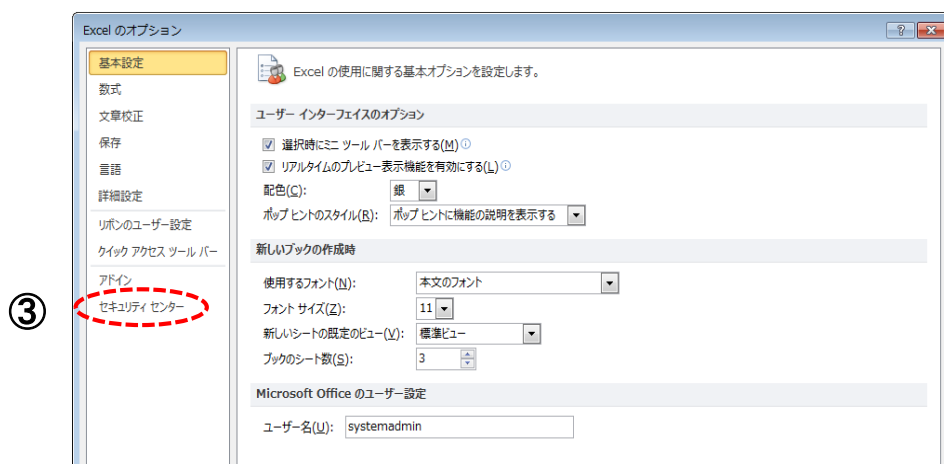 Excel のオプション
基本設定
数式
文章校正
保存
言語
詳細設定
リボンのユーザー設定
クイック アクセス ツール バー
アドイン
③
セキュリティ センター
Excel の使用に関する基本オプションを設定します。
ユーザー インターフェイスのオプション
選択時にミニ ツール バーを表示する(M)
リアルタイムのプレビュー表示機能を有効にする(L)
配色(C): 銀
ポップ ヒントのスタイル(R): ポップ ヒントに機能の説明を表示する
新しいブックの作成時
使用するフォント(N): 本文のフォント
フォント サイズ(Z): 11
新しいシートの既定のビュー(V): 標準ビュー
ブックのシート数(S): 3
Microsoft Office のユーザー設定
ユーザー名(U): systemadmin